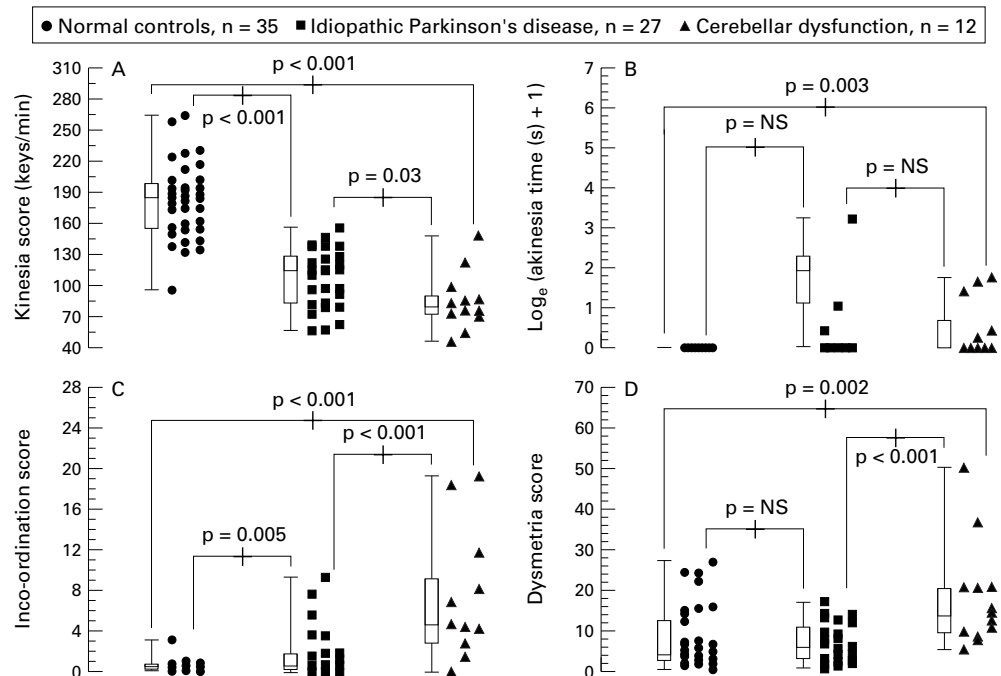 Normal controls, n = 35 Idiopathic Parkinson's disease, n = 27 Cerebellar dysfunction, n = 12
A
Kinesia score (keys/min)
310
280
250
220
190
160
130
100
70
40
p < 0.001
p < 0.001
p = 0.03
B
Logₑ (akinesia time (s) + 1)
7
6
5
4
3
2
1
0
p = 0.003
p = NS
p = NS
C
Inco-ordination score
28
24
20
16
12
8
4
0
p < 0.001
p < 0.001
p = 0.005
D
Dysmetria score
70
60
50
40
30
20
10
0
p = 0.002
p < 0.001
p = NS